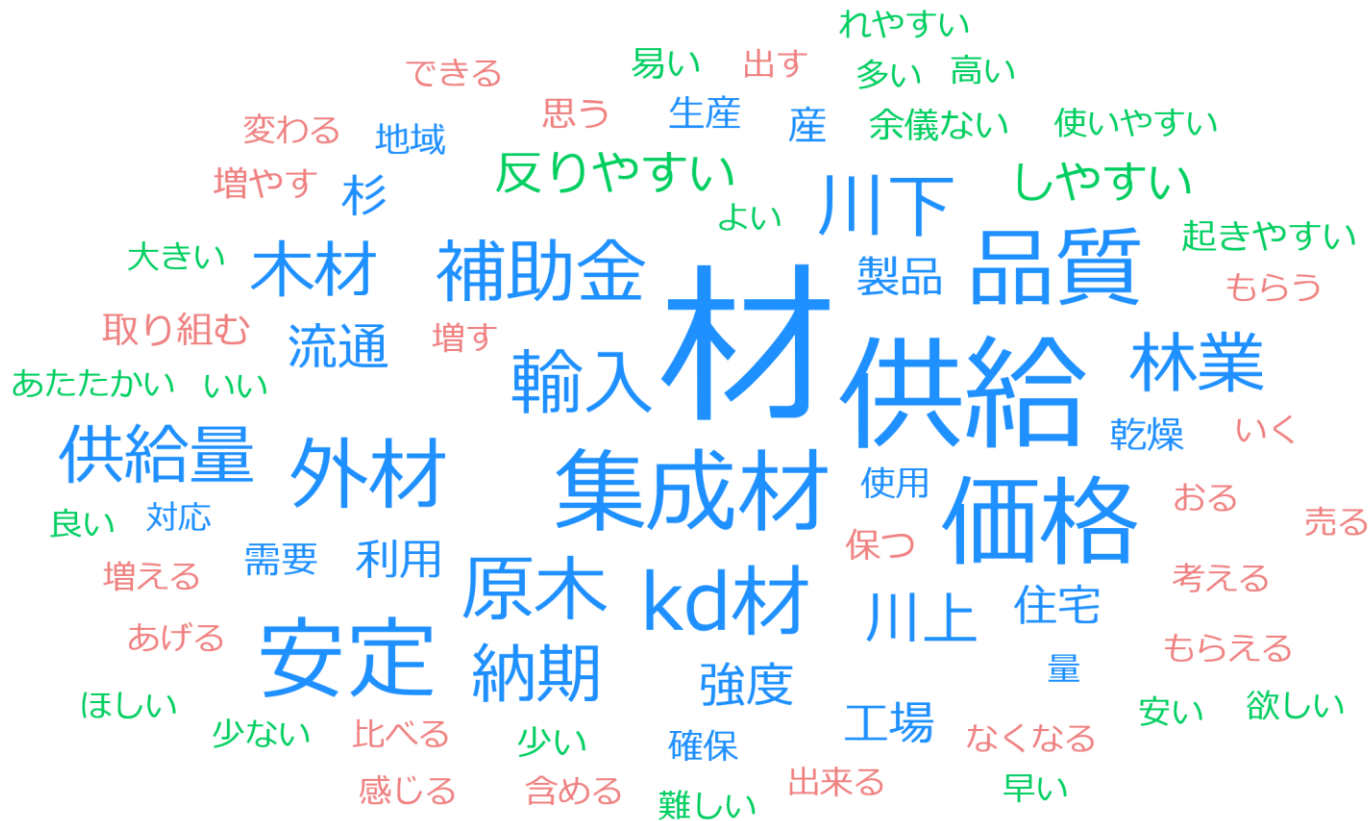 れやすい
できる 易い 出す 多い 高い
変わる 地域 思う 生産 産 余儀ない 使いやすい
増やす 杉 反りやすい よい 川下 しやすい
大きい 木材 補助金 材 製品 品質 起きやすい
取り組む 流通 増す 輸入 供給 林業 もらう
あたたかい いい
供給量 外材 集成材 使用 価格 乾燥 いく
良い 対応 保つ おる 売る
増える 需要 利用 原木 kd材 川上 住宅 考える
あげる 安定 納期 強度 量 もらえる
ほしい 少ない 比べる 少い 確保 工場 なくなる 安い 欲しい
感じる 含める 難しい 出来る 早い